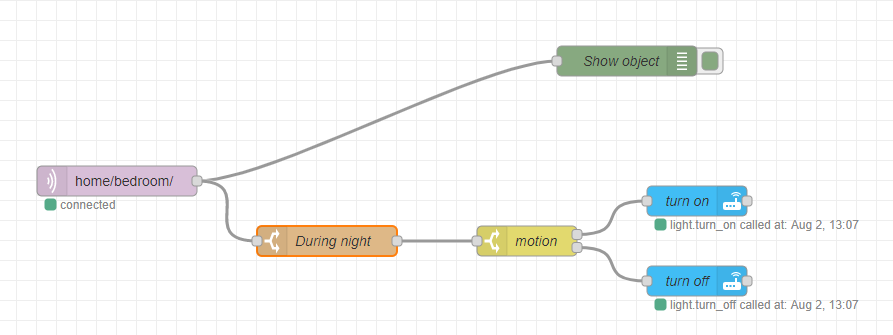 Show object
home/bedroom/
connected
During night
motion
turn on
light.turn_on called at: Aug 2, 13:07
turn off
light.turn_off called at: Aug 2, 13:07